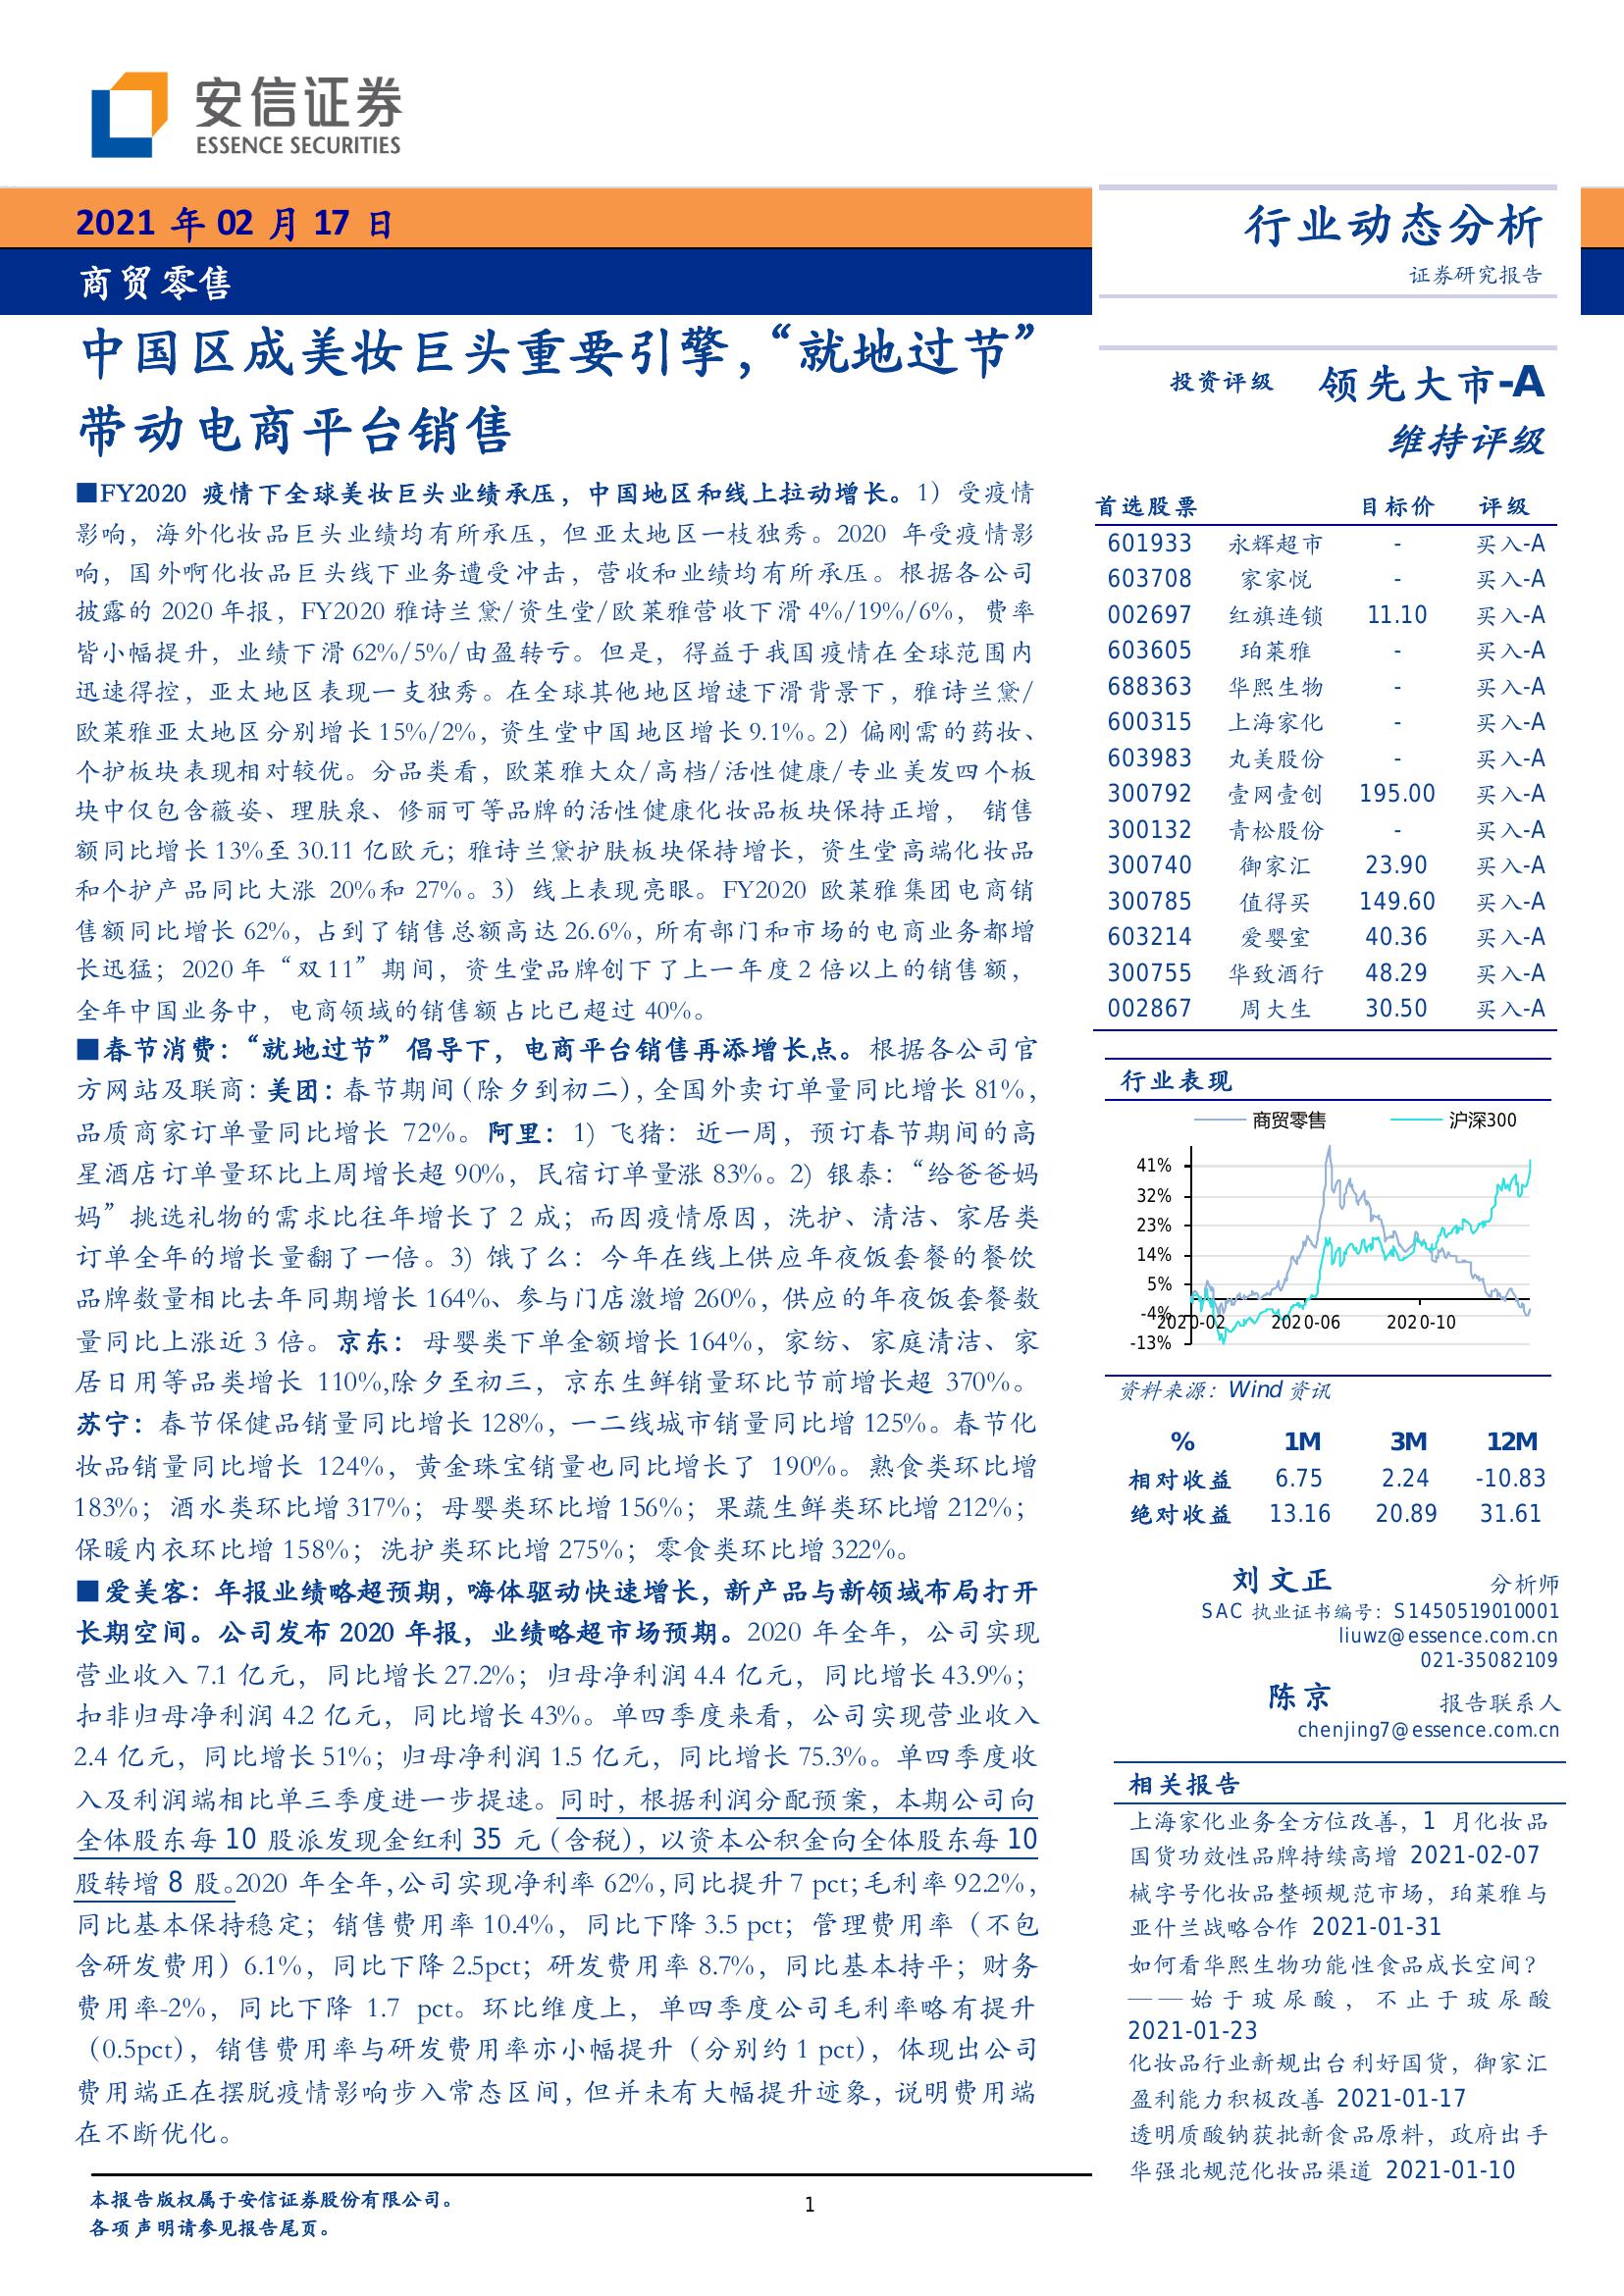 安信证券
ESSENCE SECURITIES
2021 年 02 月 17 日
商贸零售
行业动态分析
证券研究报告
中国区成美妆巨头重要引擎，“就地过节”
带动电商平台销售
■FY2020 疫情下全球美妆巨头业绩承压，中国地区和线上拉动增长。1）受疫情
影响，海外化妆品巨头业绩均有所承压，但亚太地区一枝独秀。2020 年受疫情影
响，国外啊化妆品巨头线下业务遭受冲击，营收和业绩均有所承压。根据各公司
披露的 2020 年报，FY2020 雅诗兰黛/资生堂/欧莱雅营收下滑 4%/19%/6%，费率
皆小幅提升，业绩下滑 62%/5%/由盈转亏。但是，得益于我国疫情在全球范围内
迅速得控，亚太地区表现一支独秀。在全球其他地区增速下滑背景下，雅诗兰黛/
欧莱雅亚太地区分别增长 15%/2%，资生堂中国地区增长 9.1%。2）偏刚需的药妆、
个护板块表现相对较优。分品类看，欧莱雅大众/高档/活性健康/专业美发四个板
块中仅包含薇姿、理肤泉、修丽可等品牌的活性健康化妆品板块保持正增， 销售
额同比增长 13%至 30.11 亿欧元；雅诗兰黛护肤板块保持增长，资生堂高端化妆品
和个护产品同比大涨 20%和 27%。3）线上表现亮眼。FY2020 欧莱雅集团电商销
售额同比增长 62%，占到了销售总额高达 26.6%，所有部门和市场的电商业务都增
长迅猛；2020 年“双 11”期间，资生堂品牌创下了上一年度 2 倍以上的销售额，
全年中国业务中，电商领域的销售额占比已超过 40%。
■春节消费：“就地过节”倡导下，电商平台销售再添增长点。根据各公司官
方网站及联商：美团：春节期间（除夕到初二），全国外卖订单量同比增长 81%，
品质商家订单量同比增长 72%。阿里：1) 飞猪：近一周，预订春节期间的高
星酒店订单量环比上周增长超 90%，民宿订单量涨 83%。2) 银泰：“给爸爸妈
妈”挑选礼物的需求比往年增长了 2 成；而因疫情原因，洗护、清洁、家居类
订单全年的增长量翻了一倍。3) 饿了么：今年在线上供应年夜饭套餐的餐饮
品牌数量相比去年同期增长 164%、参与门店激增 260%，供应的年夜饭套餐数
量同比上涨近 3 倍。京东：母婴类下单金额增长 164%，家纺、家庭清洁、家
居日用等品类增长 110%,除夕至初三，京东生鲜销量环比节前增长超 370%。
苏宁：春节保健品销量同比增长 128%，一二线城市销量同比增 125%。春节化
妆品销量同比增长 124%，黄金珠宝销量也同比增长了 190%。熟食类环比增
183%；酒水类环比增 317%；母婴类环比增 156%；果蔬生鲜类环比增 212%；
保暖内衣环比增 158%；洗护类环比增 275%；零食类环比增 322%。
■爱美客：年报业绩略超预期，嗨体驱动快速增长，新产品与新领域布局打开
长期空间。公司发布 2020 年报，业绩略超市场预期。2020 年全年，公司实现
营业收入 7.1 亿元，同比增长 27.2%；归母净利润 4.4 亿元，同比增长 43.9%；
扣非归母净利润 4.2 亿元，同比增长 43%。单四季度来看，公司实现营业收入
2.4 亿元，同比增长 51%；归母净利润 1.5 亿元，同比增长 75.3%。单四季度收
入及利润端相比单三季度进一步提速。同时，根据利润分配预案，本期公司向
全体股东每 10 股派发现金红利 35 元（含税），以资本公积金向全体股东每 10
股转增 8 股。2020 年全年，公司实现净利率 62%，同比提升 7 pct；毛利率 92.2%，
同比基本保持稳定；销售费用率 10.4%，同比下降 3.5 pct；管理费用率（不包
含研发费用）6.1%，同比下降 2.5pct；研发费用率 8.7%，同比基本持平；财务
费用率-2%，同比下降 1.7 pct。环比维度上，单四季度公司毛利率略有提升
（0.5pct），销售费用率与研发费用率亦小幅提升（分别约 1 pct），体现出公司
费用端正在摆脱疫情影响步入常态区间，但并未有大幅提升迹象，说明费用端
在不断优化。
投资评级 领先大市-A
维持评级
首选股票 目标价 评级
601933 永辉超市 - 买入-A
603708 家家悦 - 买入-A
002697 红旗连锁 11.10 买入-A
603605 珀莱雅 - 买入-A
688363 华熙生物 - 买入-A
600315 上海家化 - 买入-A
603983 丸美股份 - 买入-A
300792 壹网壹创 195.00 买入-A
300132 青松股份 - 买入-A
300740 御家汇 23.90 买入-A
300785 值得买 149.60 买入-A
603214 爱婴室 40.36 买入-A
300755 华致酒行 48.29 买入-A
002867 周大生 30.50 买入-A
行业表现
商贸零售 沪深300
41%
32%
23%
14%
5%
-4%
2020-02 2020-06 2020-10
-13%
资料来源：Wind 资讯
% 1M 3M 12M
相对收益 6.75 2.24 -10.83
绝对收益 13.16 20.89 31.61
刘文正 分析师
SAC 执业证书编号：S1450519010001
liuwz@essence.com.cn
021-35082109
陈京 报告联系人
chenjing7@essence.com.cn
相关报告
上海家化业务全方位改善，1 月化妆品
国货功效性品牌持续高增 2021-02-07
械字号化妆品整顿规范市场，珀莱雅与
亚什兰战略合作 2021-01-31
如何看华熙生物功能性食品成长空间？
——始于玻尿酸，不止于玻尿酸
2021-01-23
化妆品行业新规出台利好国货，御家汇
盈利能力积极改善 2021-01-17
透明质酸钠获批新食品原料，政府出手
华强北规范化妆品渠道 2021-01-10
本报告版权属于安信证券股份有限公司。
各项声明请参见报告尾页。
1